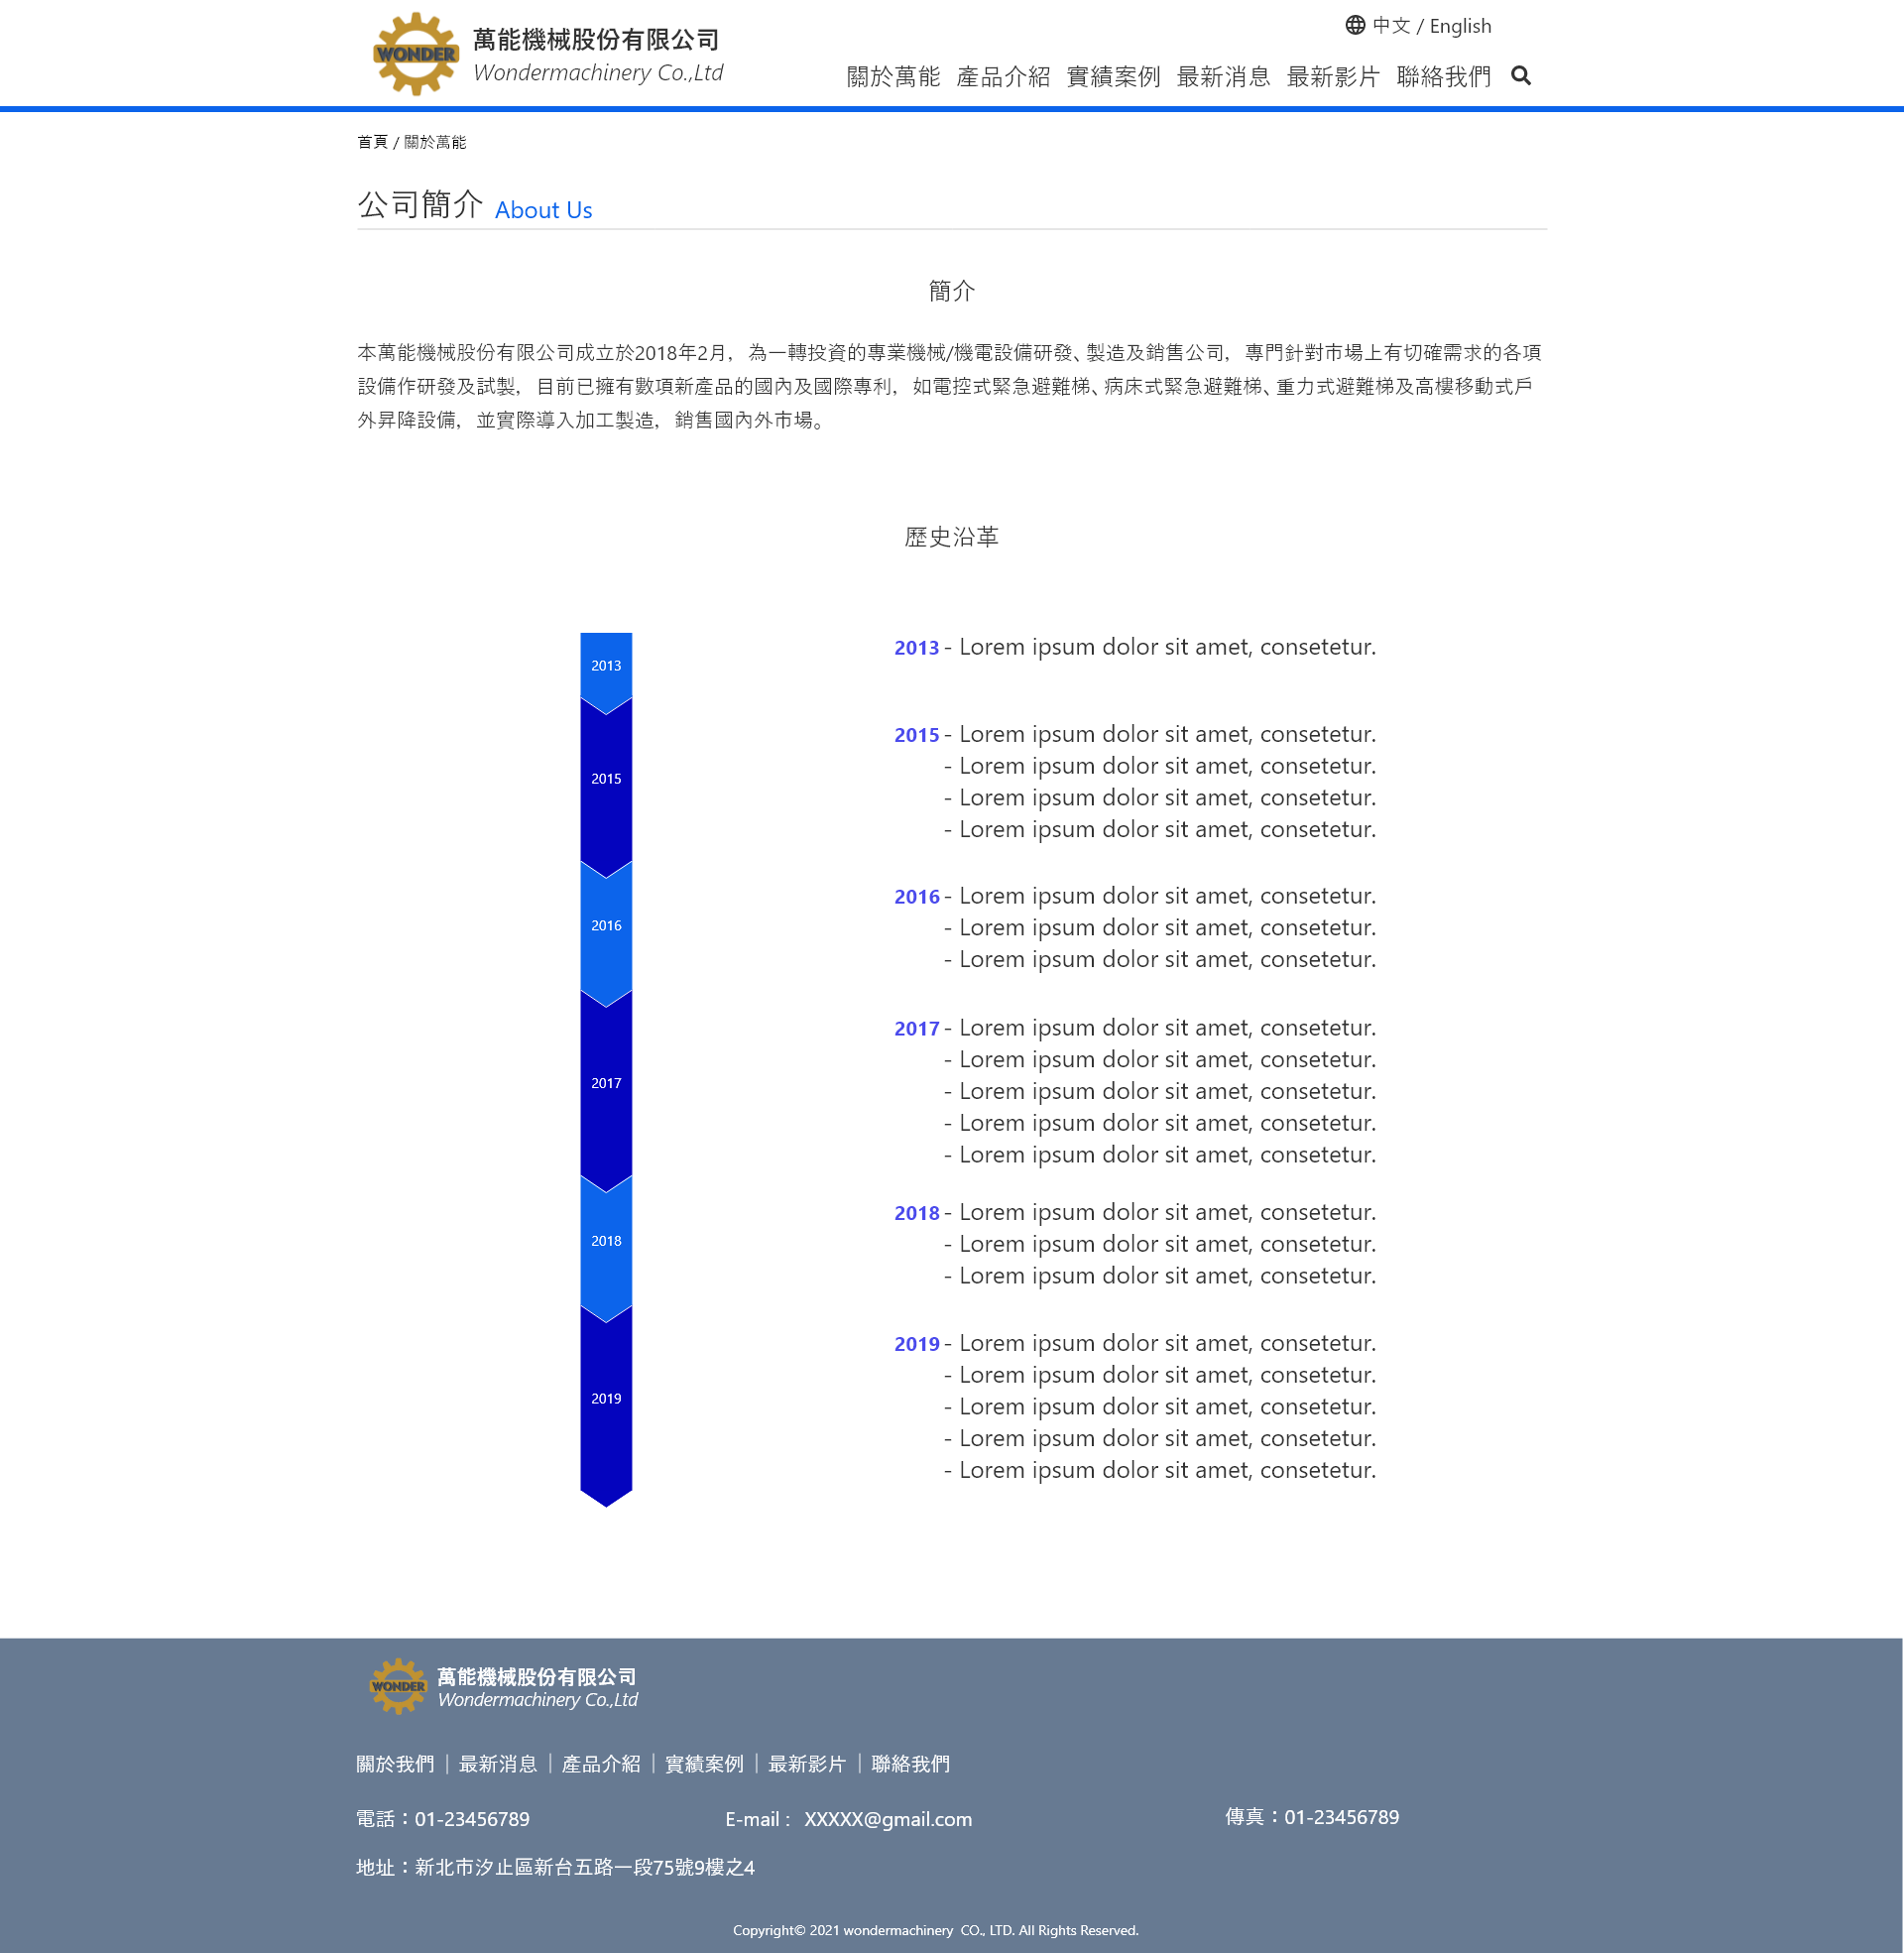 WONDER
萬能機械股份有限公司
Wondermachinery Co.,Ltd
中文 / English
關於萬能 產品介紹 實績案例 最新消息 最新影片 聯絡我們
首頁 / 關於萬能
公司簡介 About Us
簡介
本萬能機械股份有限公司成立於2018年2月，為一轉投資的專業機械/機電設備研發、製造及銷售公司，專門針對市場上有切確需求的各項
設備作研發及試製，目前已擁有數項新產品的國內及國際專利，如電控式緊急避難梯、病床式緊急避難梯、重力式避難梯及高樓移動式戶
外昇降設備，並實際導入加工製造，銷售國內外市場。
歷史沿革
2013
2015
2016
2017
2018
2019
2013 - Lorem ipsum dolor sit amet, consetetur.
2015 - Lorem ipsum dolor sit amet, consetetur.
- Lorem ipsum dolor sit amet, consetetur.
- Lorem ipsum dolor sit amet, consetetur.
- Lorem ipsum dolor sit amet, consetetur.
2016 - Lorem ipsum dolor sit amet, consetetur.
- Lorem ipsum dolor sit amet, consetetur.
- Lorem ipsum dolor sit amet, consetetur.
2017 - Lorem ipsum dolor sit amet, consetetur.
- Lorem ipsum dolor sit amet, consetetur.
- Lorem ipsum dolor sit amet, consetetur.
- Lorem ipsum dolor sit amet, consetetur.
- Lorem ipsum dolor sit amet, consetetur.
2018 - Lorem ipsum dolor sit amet, consetetur.
- Lorem ipsum dolor sit amet, consetetur.
- Lorem ipsum dolor sit amet, consetetur.
2019 - Lorem ipsum dolor sit amet, consetetur.
- Lorem ipsum dolor sit amet, consetetur.
- Lorem ipsum dolor sit amet, consetetur.
- Lorem ipsum dolor sit amet, consetetur.
- Lorem ipsum dolor sit amet, consetetur.
WONDER
萬能機械股份有限公司
Wondermachinery Co.,Ltd
關於我們｜最新消息｜產品介紹｜實績案例｜最新影片｜聯絡我們
電話：01-23456789 E-mail : XXXXX@gmail.com 傳真：01-23456789
地址：新北市汐止區新台五路一段75號9樓之4
Copyright© 2021 wondermachinery CO., LTD. All Rights Reserved.